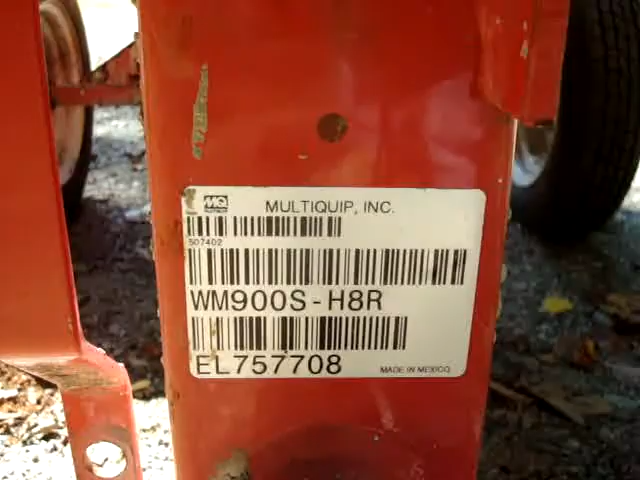 MQ MULTIQUIP, INC.
507402
WM900S-H8R
EL757708
MADE IN MEXICO